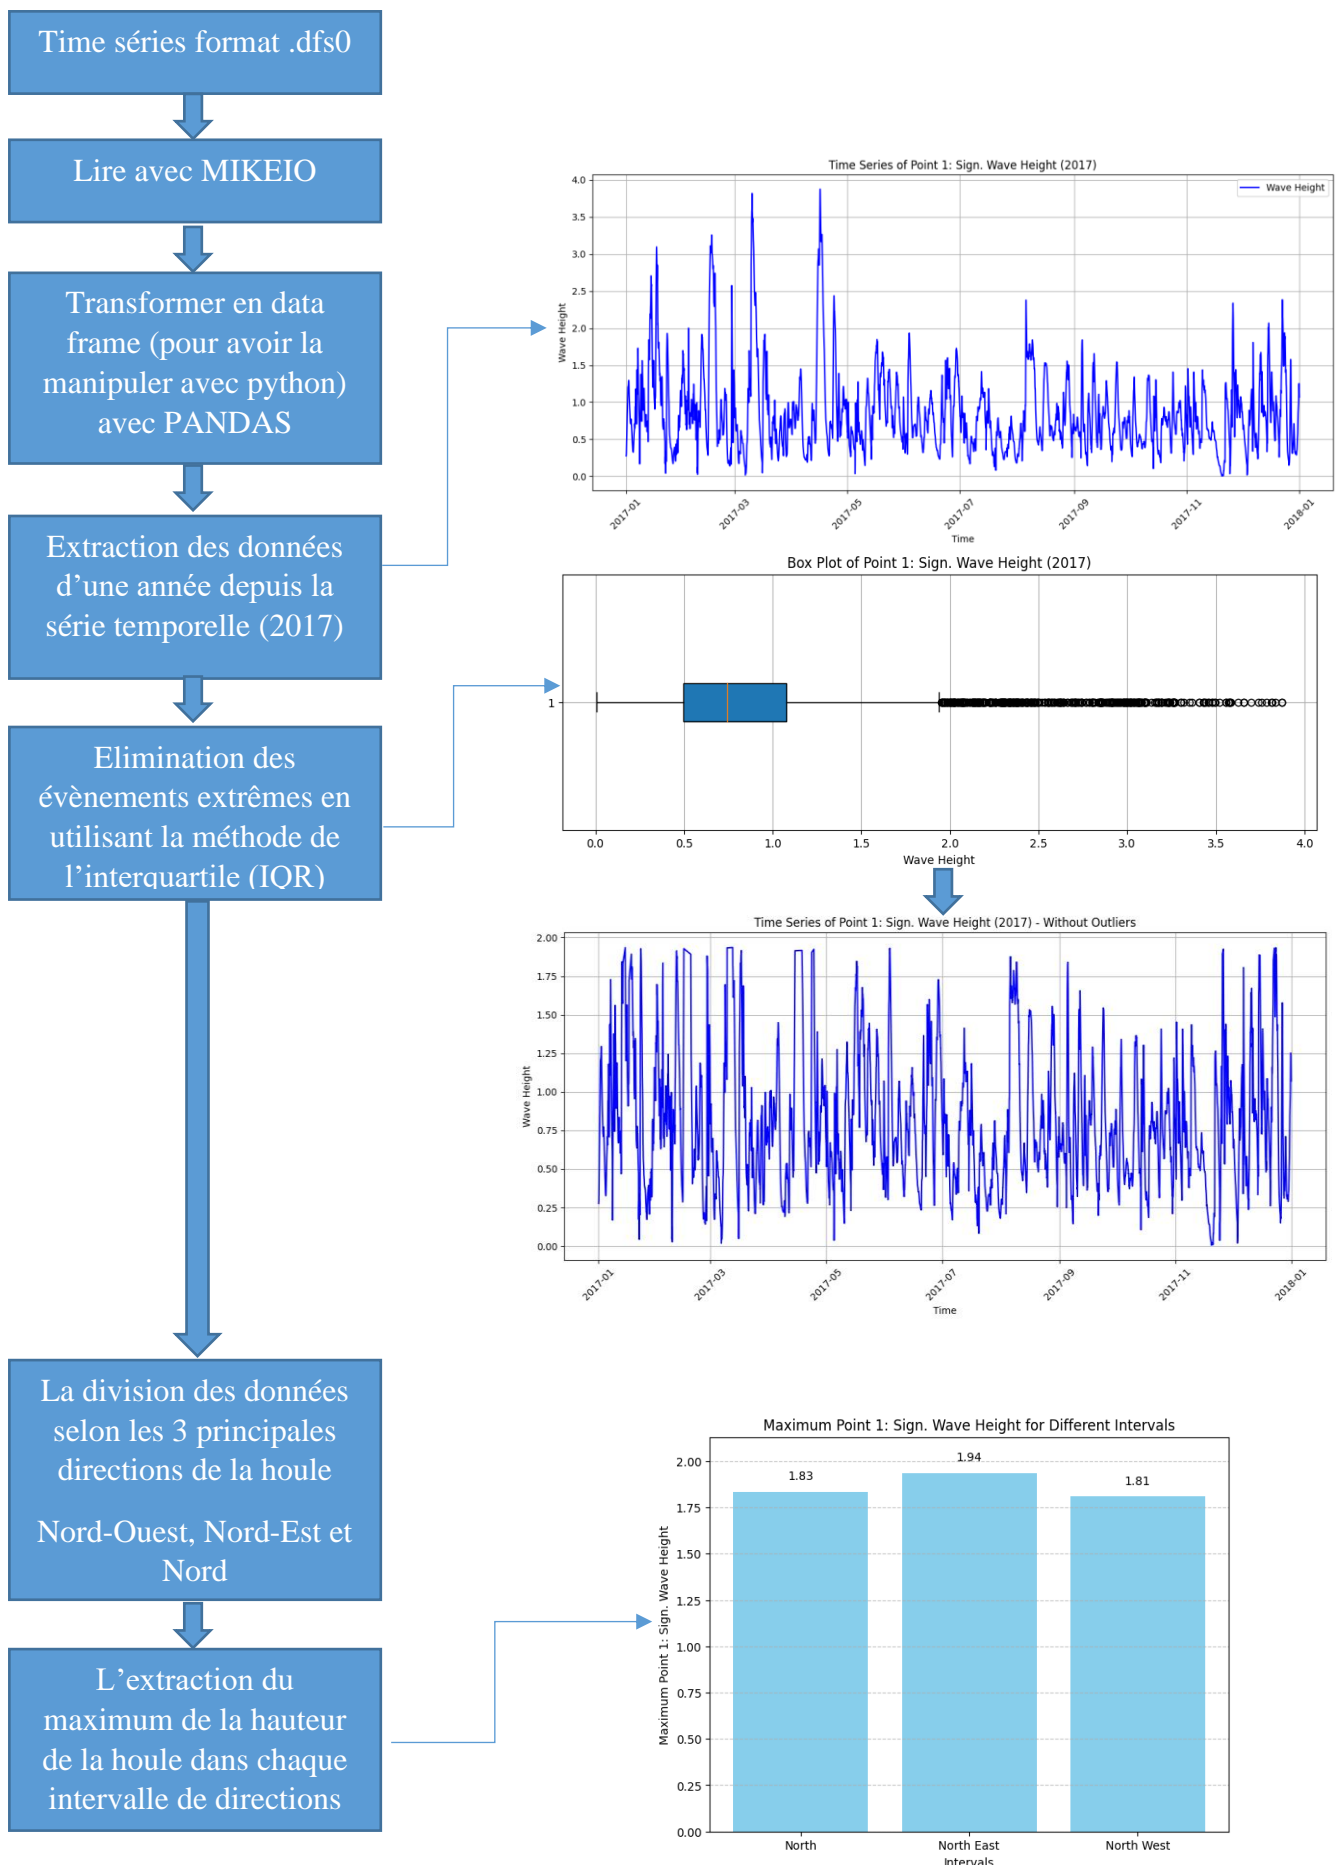 Time séries format .dfs0
Lire avec MIKEIO
Transformer en data
frame (pour avoir la
manipuler avec python)
avec PANDAS
Extraction des données
d’une année depuis la
série temporelle (2017)
Elimination des
évènements extrêmes en
utilisant la méthode de
l’interquartile (IQR)
La division des données
selon les 3 principales
directions de la houle
Nord-Ouest, Nord-Est et
Nord
L’extraction du
maximum de la hauteur
de la houle dans chaque
intervalle de directions
Time Series of Point 1: Sign. Wave Height (2017)
Wave Height
4.0
3.5
3.0
2.5
2.0
1.5
1.0
0.5
0.0
Wave Height
2017-01
2017-03
2017-05
2017-07
2017-09
2017-11
2018-01
Time
Box Plot of Point 1: Sign. Wave Height (2017)
1
0.0
0.5
1.0
1.5
2.0
2.5
3.0
3.5
4.0
Wave Height
Time Series of Point 1: Sign. Wave Height (2017) - Without Outliers
2.00
1.75
1.50
1.25
1.00
0.75
0.50
0.25
0.00
Wave Height
2017-01
2017-03
2017-05
2017-07
2017-09
2017-11
2018-01
Time
Maximum Point 1: Sign. Wave Height for Different Intervals
2.00
1.75
1.50
1.25
1.00
0.75
0.50
0.25
0.00
Maximum Point 1: Sign. Wave Height
1.83
1.94
1.81
North
North East
North West
Intervals